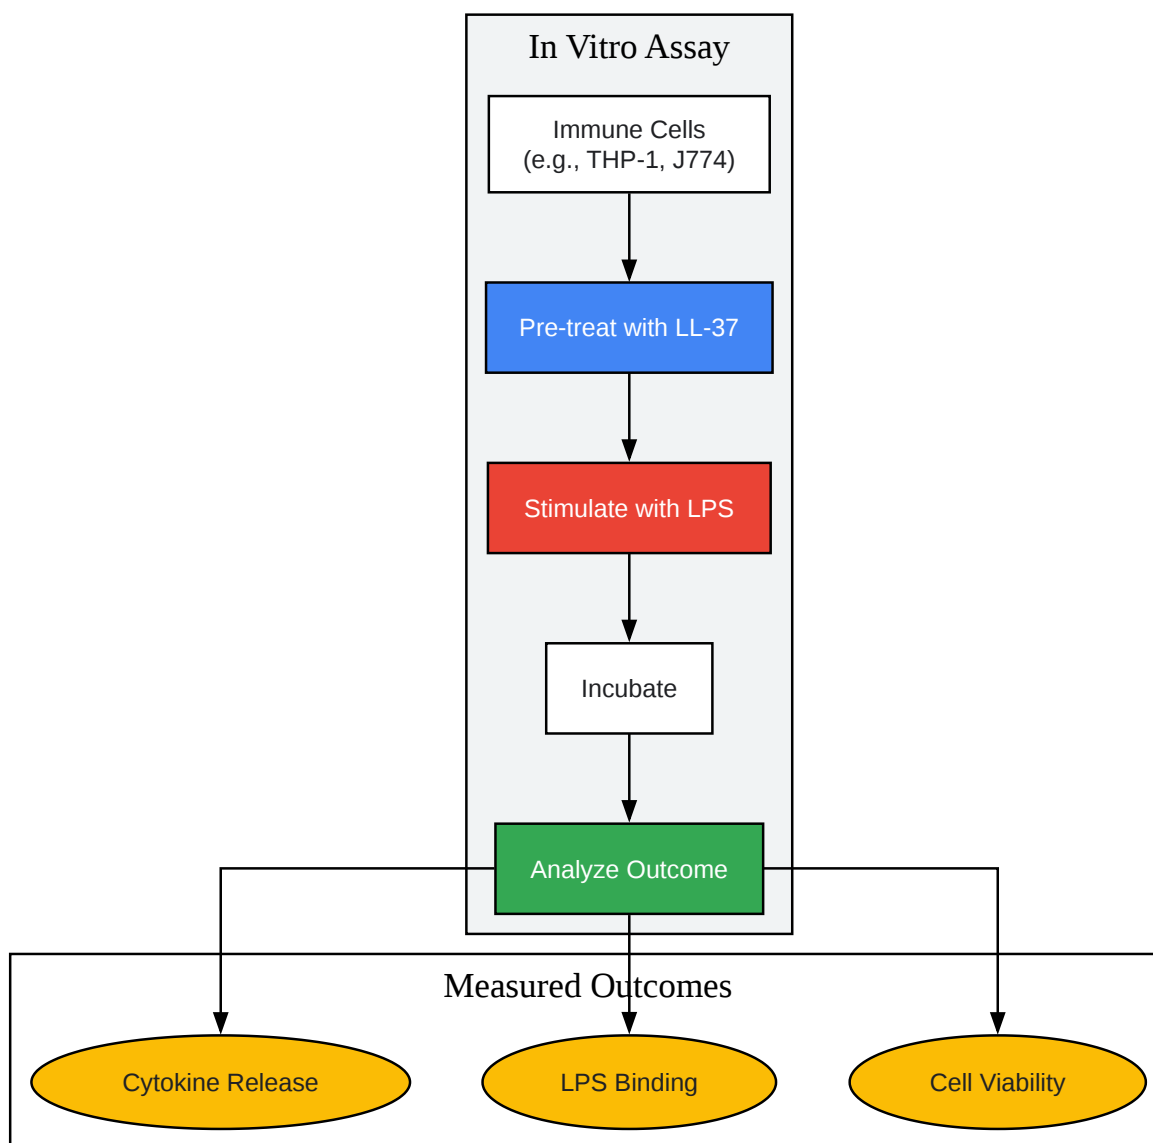 In Vitro Assay
Immune Cells
(e.g., THP-1, J774)
Pre-treat with LL-37
Stimulate with LPS
Incubate
Analyze Outcome
Measured Outcomes
Cytokine Release
LPS Binding
Cell Viability